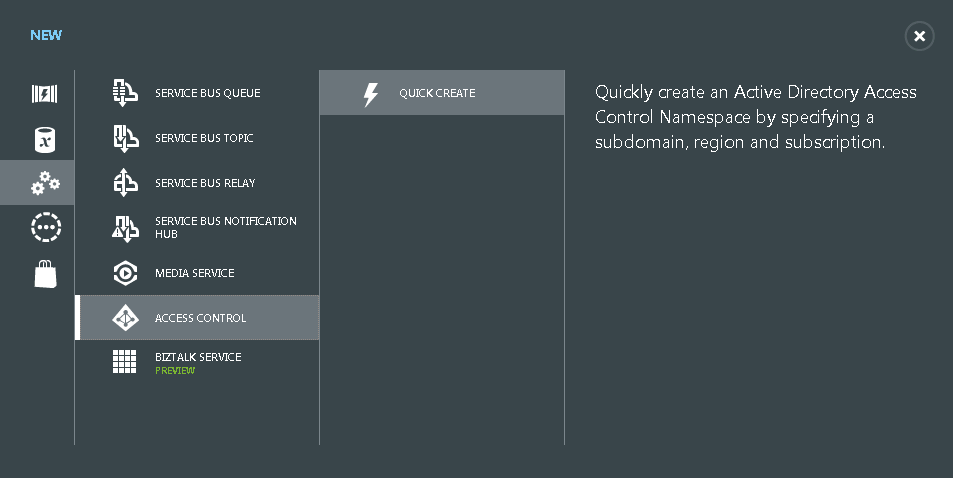 NEW
SERVICE BUS QUEUE
SERVICE BUS TOPIC
SERVICE BUS RELAY
SERVICE BUS NOTIFICATION
HUB
MEDIA SERVICE
ACCESS CONTROL
BIZTALK SERVICE
PREVIEW
QUICK CREATE
Quickly create an Active Directory Access
Control Namespace by specifying a
subdomain, region and subscription.